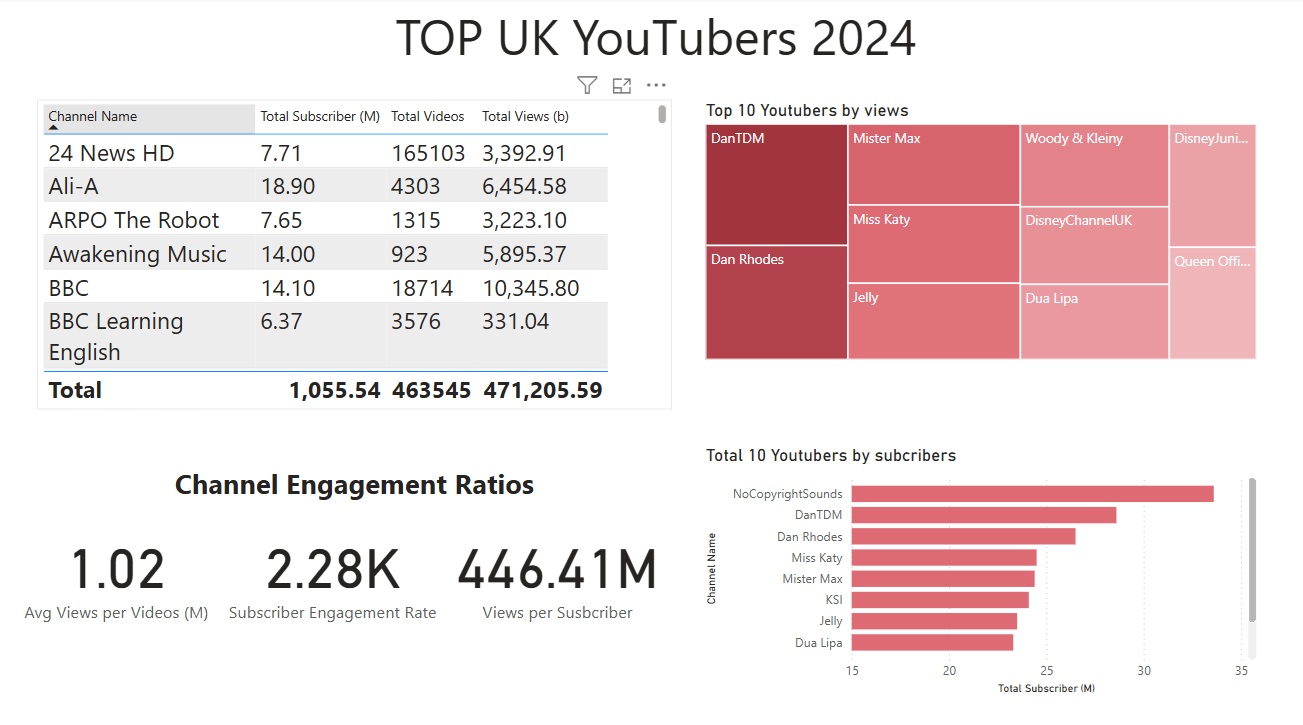 TOP UK YouTubers 2024
Channel Name Total Subscriber (M) Total Videos Total Views (b)
24 News HD 7.71 165103 3,392.91
Ali-A 18.90 4303 6,454.58
ARPO The Robot 7.65 1315 3,223.10
Awakening Music 14.00 923 5,895.37
BBC 14.10 18714 10,345.80
BBC Learning 6.37 3576 331.04
English
Total 1,055.54 463545 471,205.59
Top 10 Youtubers by views
DanTDM
Dan Rhodes
Mister Max
Miss Katy
Jelly
Woody & Kleiny
DisneyChannelUK
Dua Lipa
DisneyJuni...
Queen Offi...
Channel Engagement Ratios
1.02
Avg Views per Videos (M)
2.28K
Subscriber Engagement Rate
446.41M
Views per Susbcriber
Total 10 Youtubers by subcribers
Channel Name
NoCopyrightSounds
DanTDM
Dan Rhodes
Miss Katy
Mister Max
KSI
Jelly
Dua Lipa
15 20 25 30 35
Total Subscriber (M)